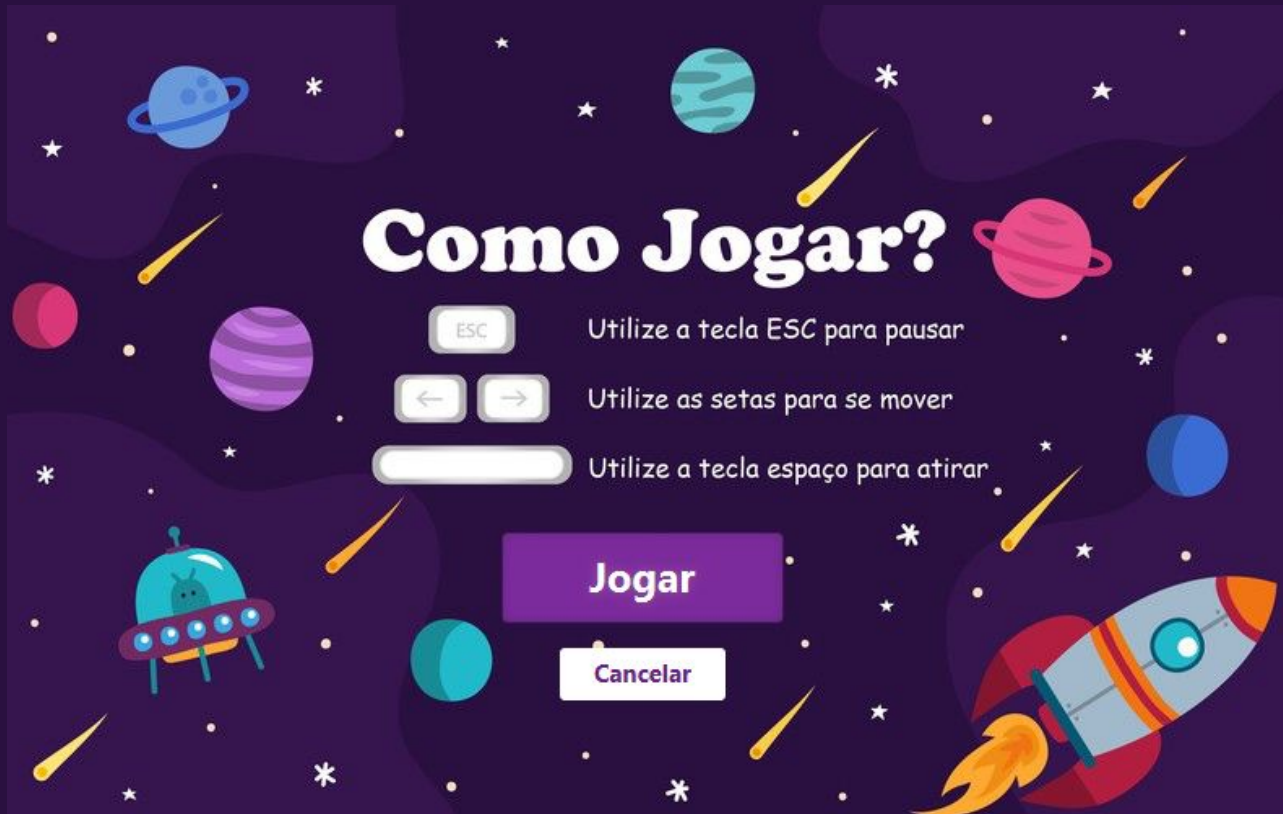 Como Jogar?
ESC
Utilize a tecla ESC para pausar
← →
Utilize as setas para se mover
Utilize a tecla espaço para atirar
Jogar
Cancelar